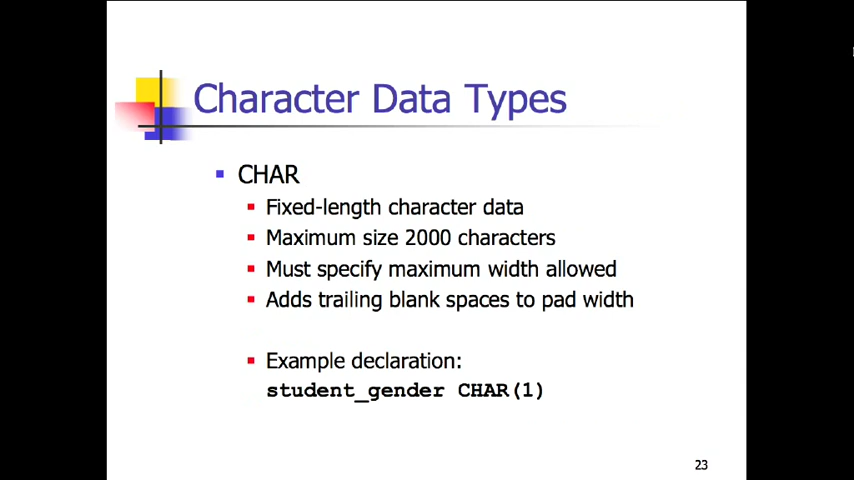 Character Data Types
CHAR
Fixed-length character data
Maximum size 2000 characters
Must specify maximum width allowed
Adds trailing blank spaces to pad width
Example declaration:
student_gender CHAR(1)
23